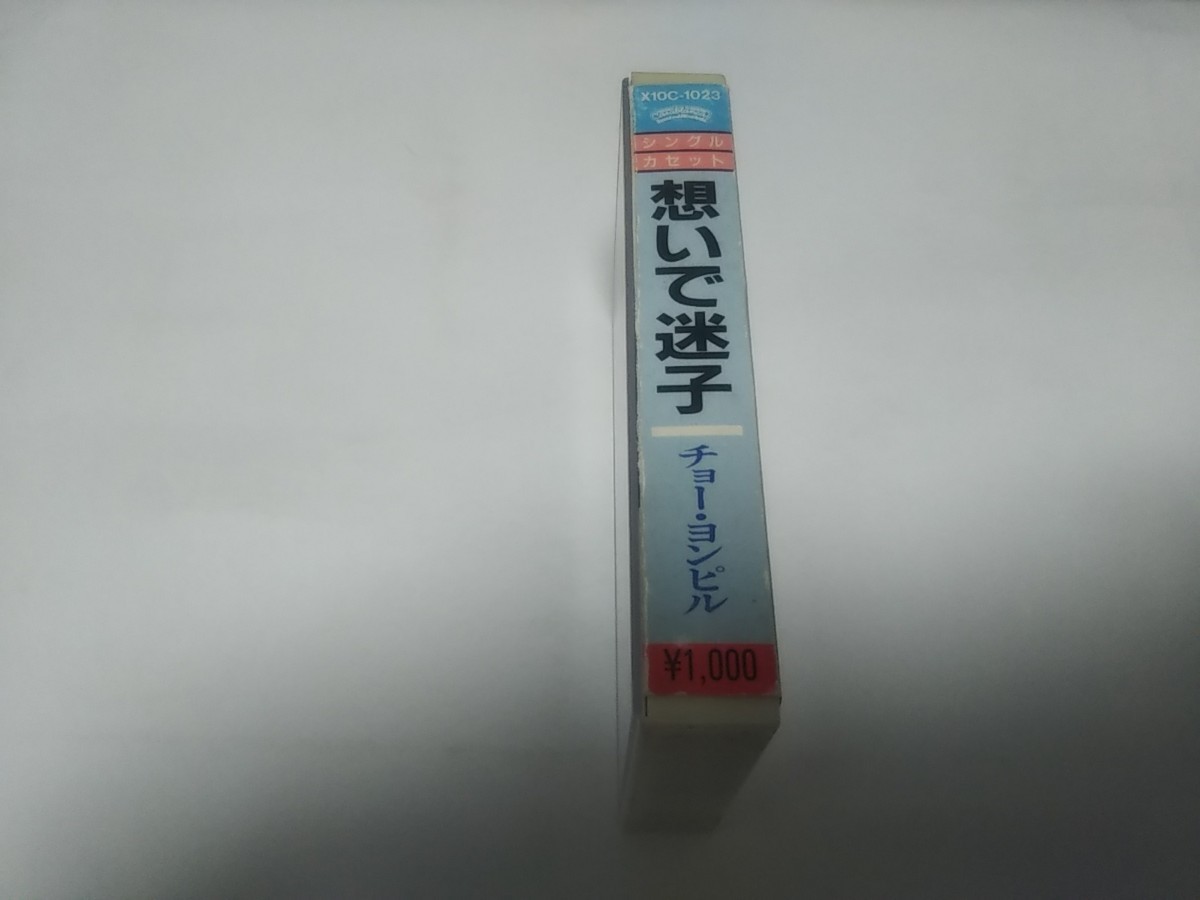 X10C-1023
シングル
カセット
想いで迷子
チョー・ヨンピル
¥1,000